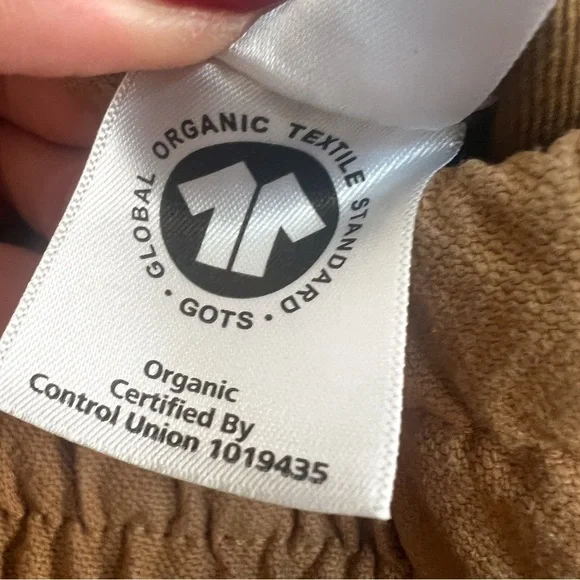 GLOBAL ORGANIC TEXTILE STANDARD
• GOTS •
Organic
Certified By
Control Union 1019435